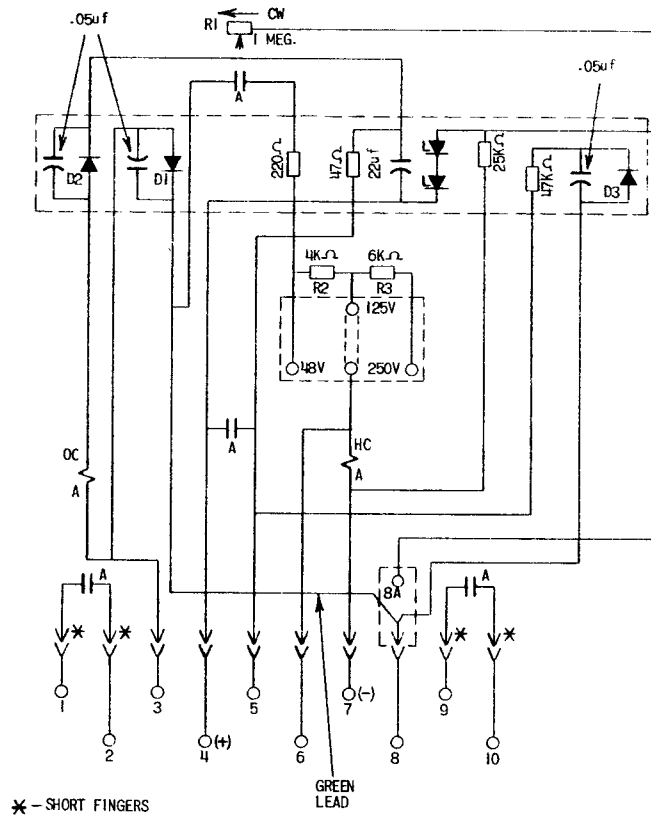 .05uf
R1
CW
1 MEG.
.05uf
A
D2
D1
220Ω
47Ω
22uf
25KΩ
47KΩ
D3
4KΩ
6KΩ
R2
R3
125V
48V
250V
A
OC
A
HC
A
A
8A
A
*
*
*
*
1
2
3
4
(+)
5
6
7
(-)
8
9
10
GREEN
LEAD
* - SHORT FINGERS